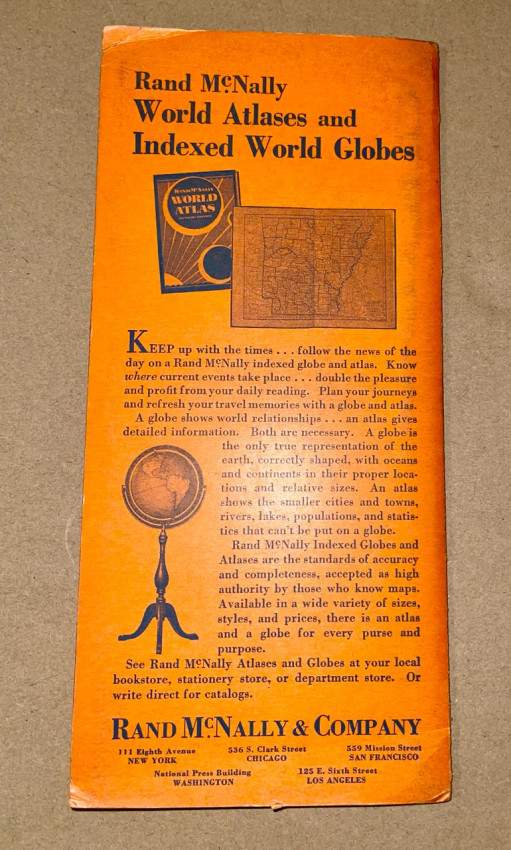 Rand McNally
World Atlases and
Indexed World Globes
RAND McNALLY
WORLD
ATLAS
KEEP up with the times . . . follow the news of the
day on a Rand McNally indexed globe and atlas. Know
where current events take place . . . double the pleasure
and profit from your daily reading. Plan your journeys
and refresh your travel memories with a globe and atlas.
A globe shows world relationships . . . an atlas gives
detailed information. Both are necessary. A globe is
the only true representation of the
earth, correctly shaped, with oceans
and continents in their proper loca-
tions and relative sizes. An atlas
shows the smaller cities and towns,
rivers, lakes, populations, and statis-
tics that can't be put on a globe.
Rand McNally Indexed Globes and
Atlases are the standards of accuracy
and completeness, accepted as high
authority by those who know maps.
Available in a wide variety of sizes,
styles, and prices, there is an atlas
and a globe for every purse and
purpose.
See Rand McNally Atlases and Globes at your local
bookstore, stationery store, or department store. Or
write direct for catalogs.
RAND McNALLY & COMPANY
111 Eighth Avenue 536 S. Clark Street 559 Mission Street
NEW YORK CHICAGO SAN FRANCISCO
National Press Building 125 E. Sixth Street
WASHINGTON LOS ANGELES